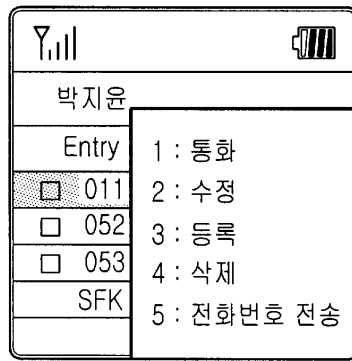 박지윤
Entry
011
052
053
SFK
1 : 통화
2 : 수정
3 : 등록
4 : 삭제
5 : 전화번호 전송